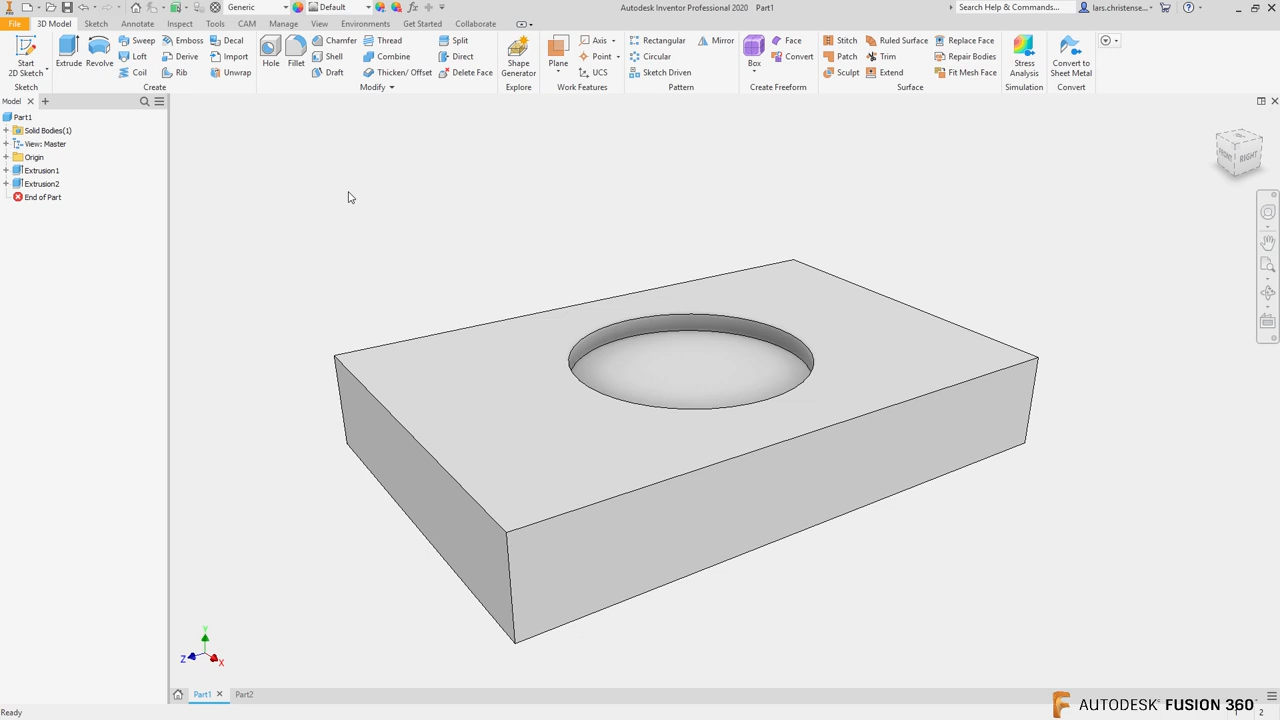 Generic
Default
Autodesk Inventor Professional 2020 Part1
Search Help & Commands...
lars.christense...
File 3D Model Sketch Annotate Inspect Tools CAM Manage View Environments Get Started Collaborate
Start
2D Sketch
Sketch
Extrude
Revolve
Sweep Emboss Decal
Loft Derive Import
Coil Rib Unwrap
Create
Hole
Fillet
Chamfer Thread Split
Shell Combine Direct
Draft Thicken/ Offset Delete Face
Modify
Shape
Generator
Explore
Plane
Axis
Point
UCS
Work Features
Rectangular Mirror
Circular
Sketch Driven
Pattern
Box
Face
Convert
Create Freeform
Stitch Ruled Surface Replace Face
Patch Trim Repair Bodies
Sculpt Extend Fit Mesh Face
Surface
Stress
Analysis
Simulation
Convert to
Sheet Metal
Convert
Model
Part1
Solid Bodies(1)
View: Master
Origin
Extrusion1
Extrusion2
End of Part
FRONT
RIGHT
Y
Z
X
Part1
Part2
Ready
AUTODESK® FUSION 360™
2